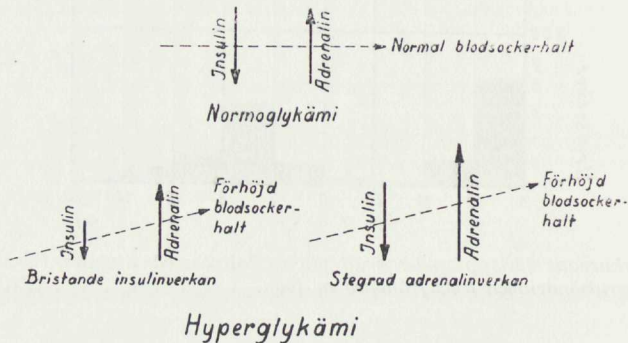 Insulin
Adrenalin
Normal blodsockerhalt
Normoglykämi
Insulin
Adrenalin
Förhöjd
blodsocker-
halt
Bristande insulinverkan
Insulin
Adrenalin
Förhöjd
blodsocker-
halt
Stegrad adrenalinverkan
Hyperglykämi